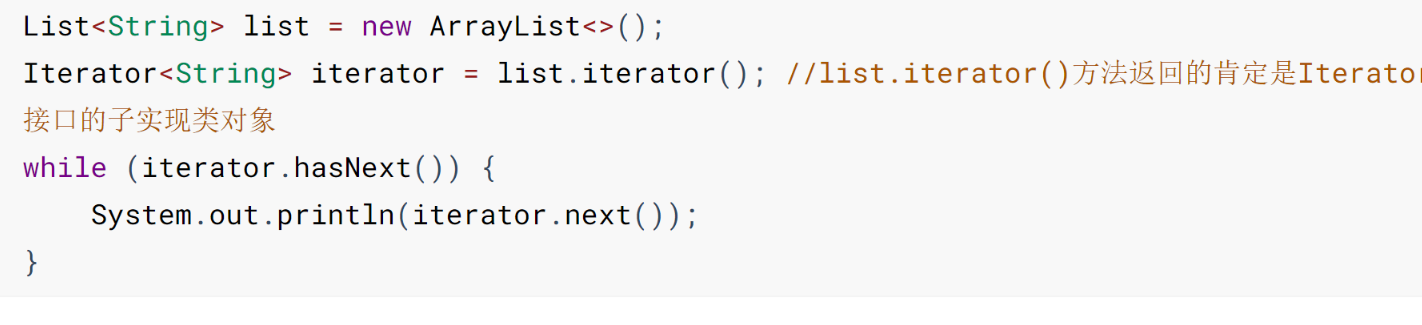 List<String> list = new ArrayList<>();
Iterator<String> iterator = list.iterator(); //list.iterator()方法返回的肯定是Iterator
接口的子实现类对象
while (iterator.hasNext()) {
    System.out.println(iterator.next());
}